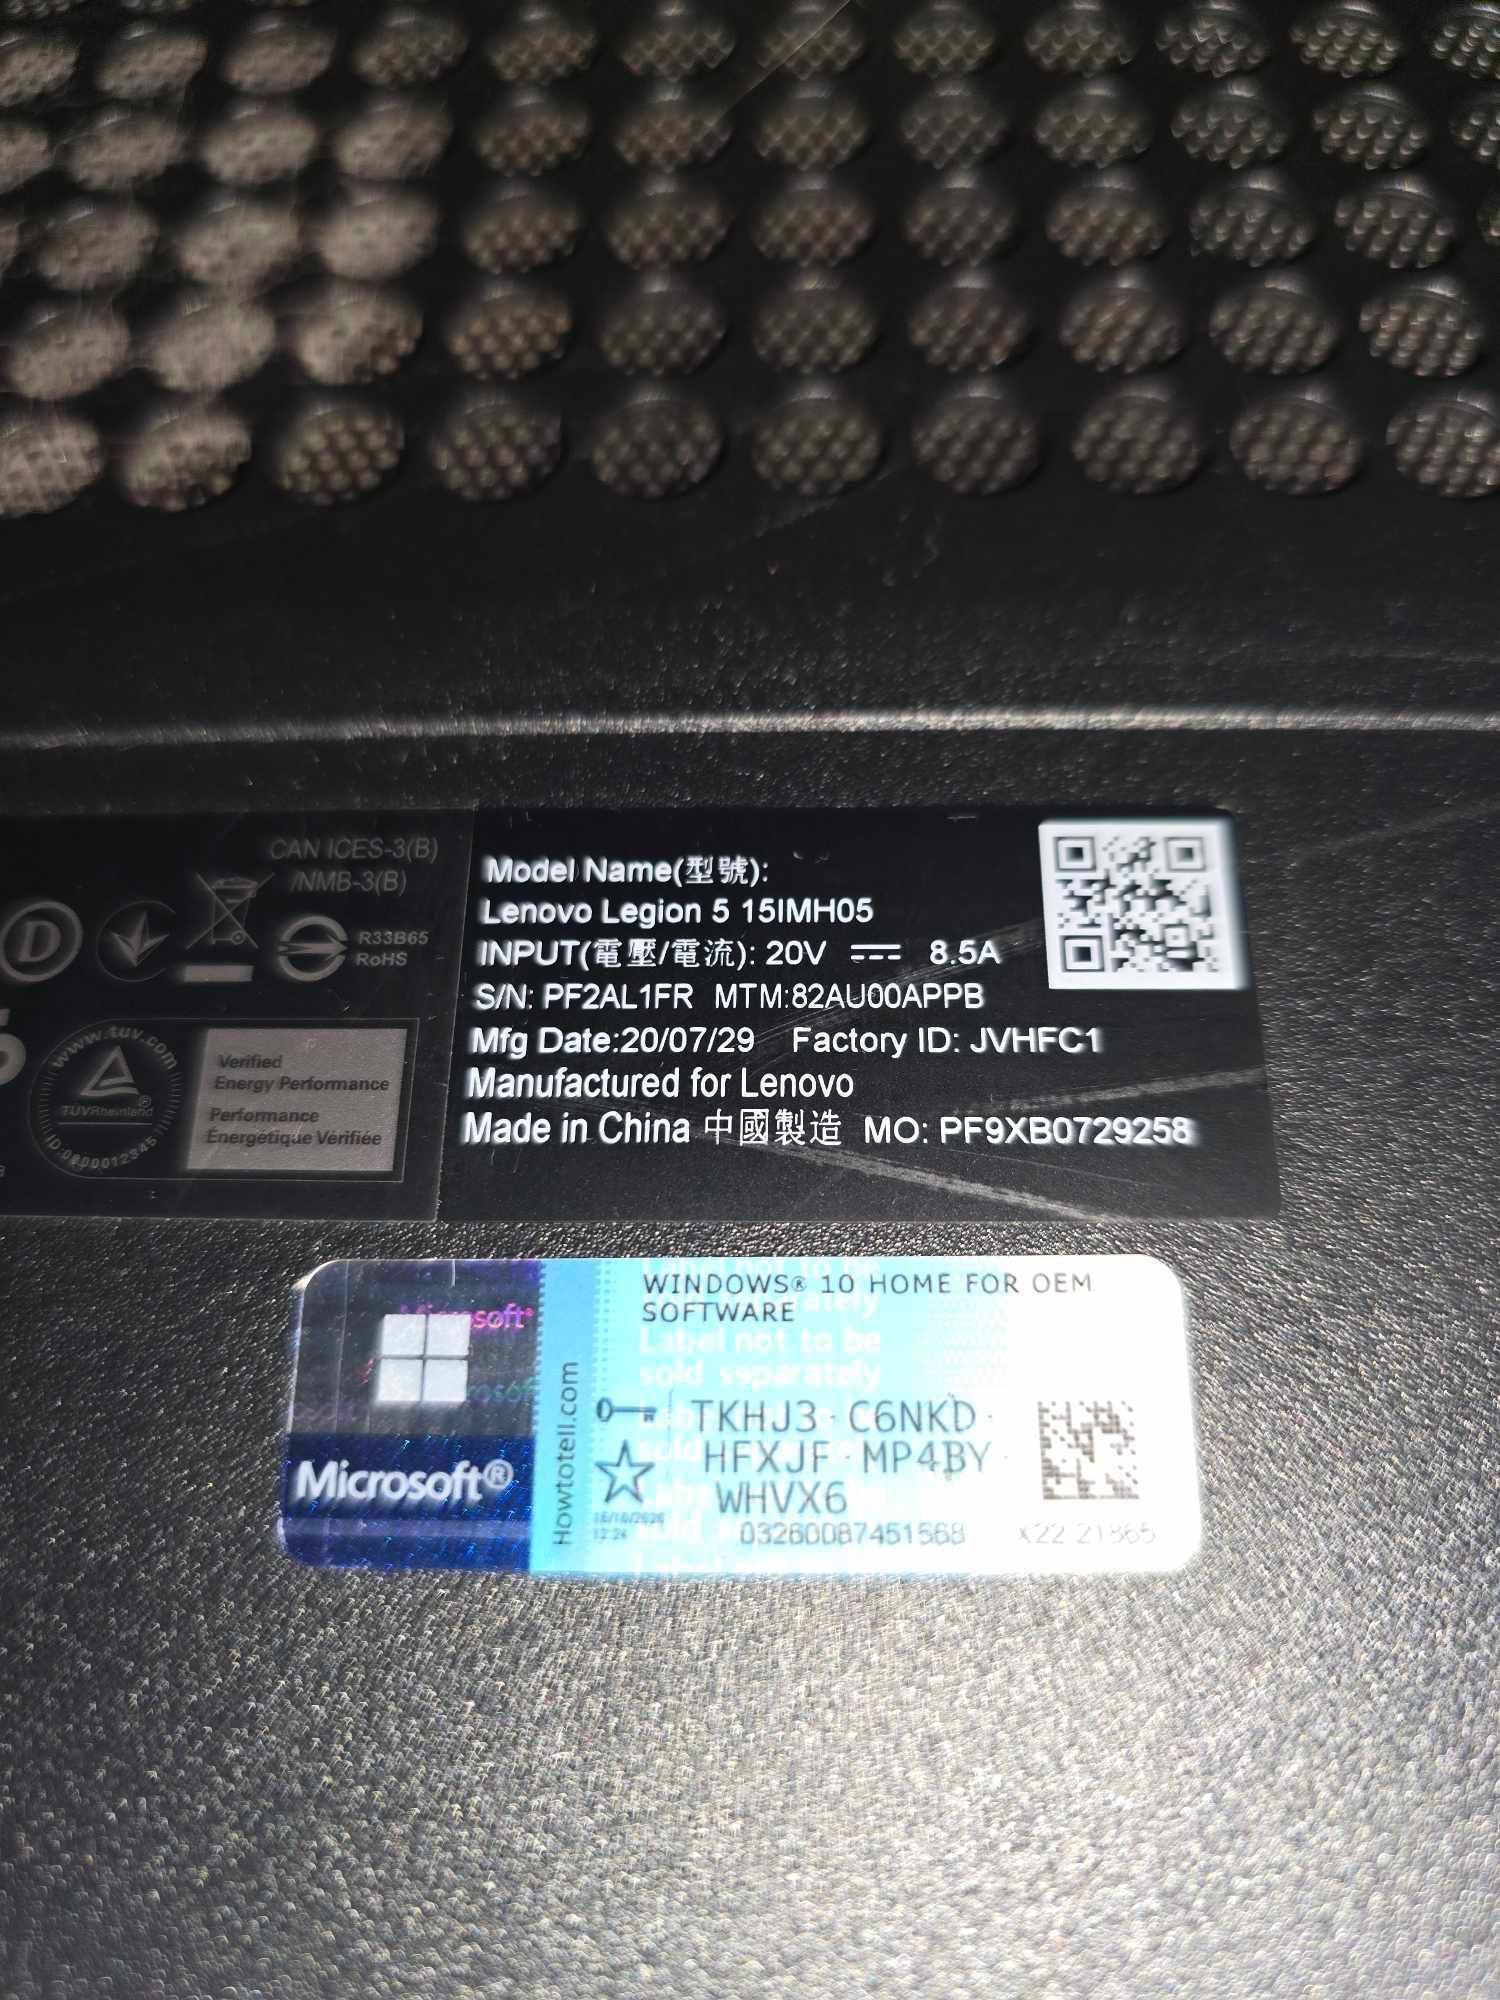 CAN ICES-3(B)
/NMB-3(B)
R33B65
RoHS
www.tuv.com
TÜVRheinland®
Verified
Energy Performance
Performance
Énergétique Vérifiée
Model Name(型號):
Lenovo Legion 5 15IMH05
INPUT(電壓/電流): 20V 8.5A
S/N: PF2AL1FR MTM:82AU00APPB
Mfg Date:20/07/29 Factory ID: JVHFC1
Manufactured for Lenovo
Made in China 中國製造 MO: PF9XB0729258
WINDOWS® 10 HOME FOR OEM
SOFTWARE
Label not to be
sold separately
Microsoft®
Howtotell.com
TKHJ3-C6NKD-
HFXJF-MP4BY-
WHVX6
03260087451568
X22-21865